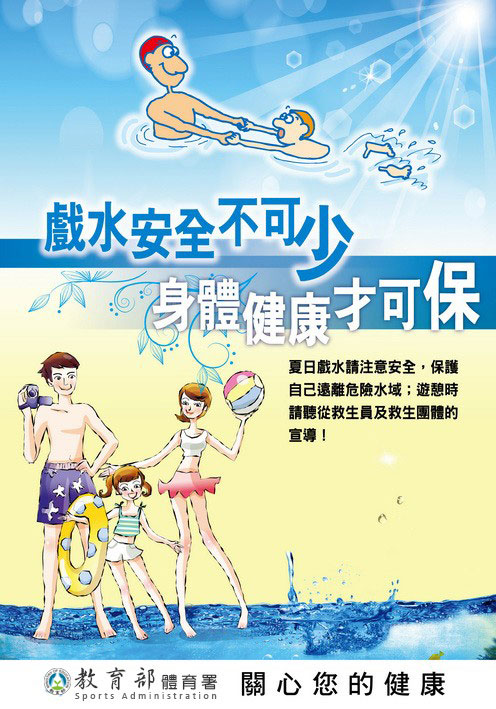 戲水安全不可少
身體健康才可保
夏日戲水請注意安全，保護
自己遠離危險水域；遊憩時
請聽從救生員及救生團體的
宣導！
教育部體育署
Sports Administration
關心您的健康